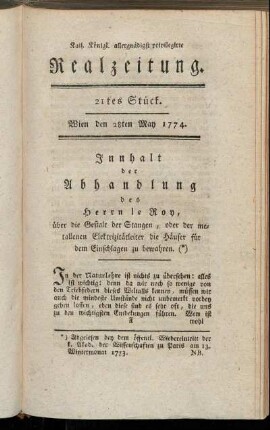 Kais. Königl. allergnädigst privilegirte
Realzeitung.
21tes Stück.
Wien den 28ten May 1774.
Innhalt
der
Abhandlung
des
Herrn le Roy,
über die Gestalt der Stangen, oder der me-
tallenen Elektrizitätleiter die Häuser für
dem Einschlagen zu bewahren. (*)
In der Naturlehre ist nichts zu übersehen: alles
ist wichtig: denn da wir noch so wenige von
den Triebfedern dieses Weltalls kennen, müssen wir
auch die mindeste Umstände nicht unbemerkt vorbey
gehen lassen, eben diese sind es sehr oft, die uns
zu den wichtigsten Endekungen führen. Wem ist
wohl
*) Abgelesen bey dem öffentl. Wiedereintritt der
k. Akad. der Wissenschaften zu Paris am 13.
Wintermonat 1773. NB.